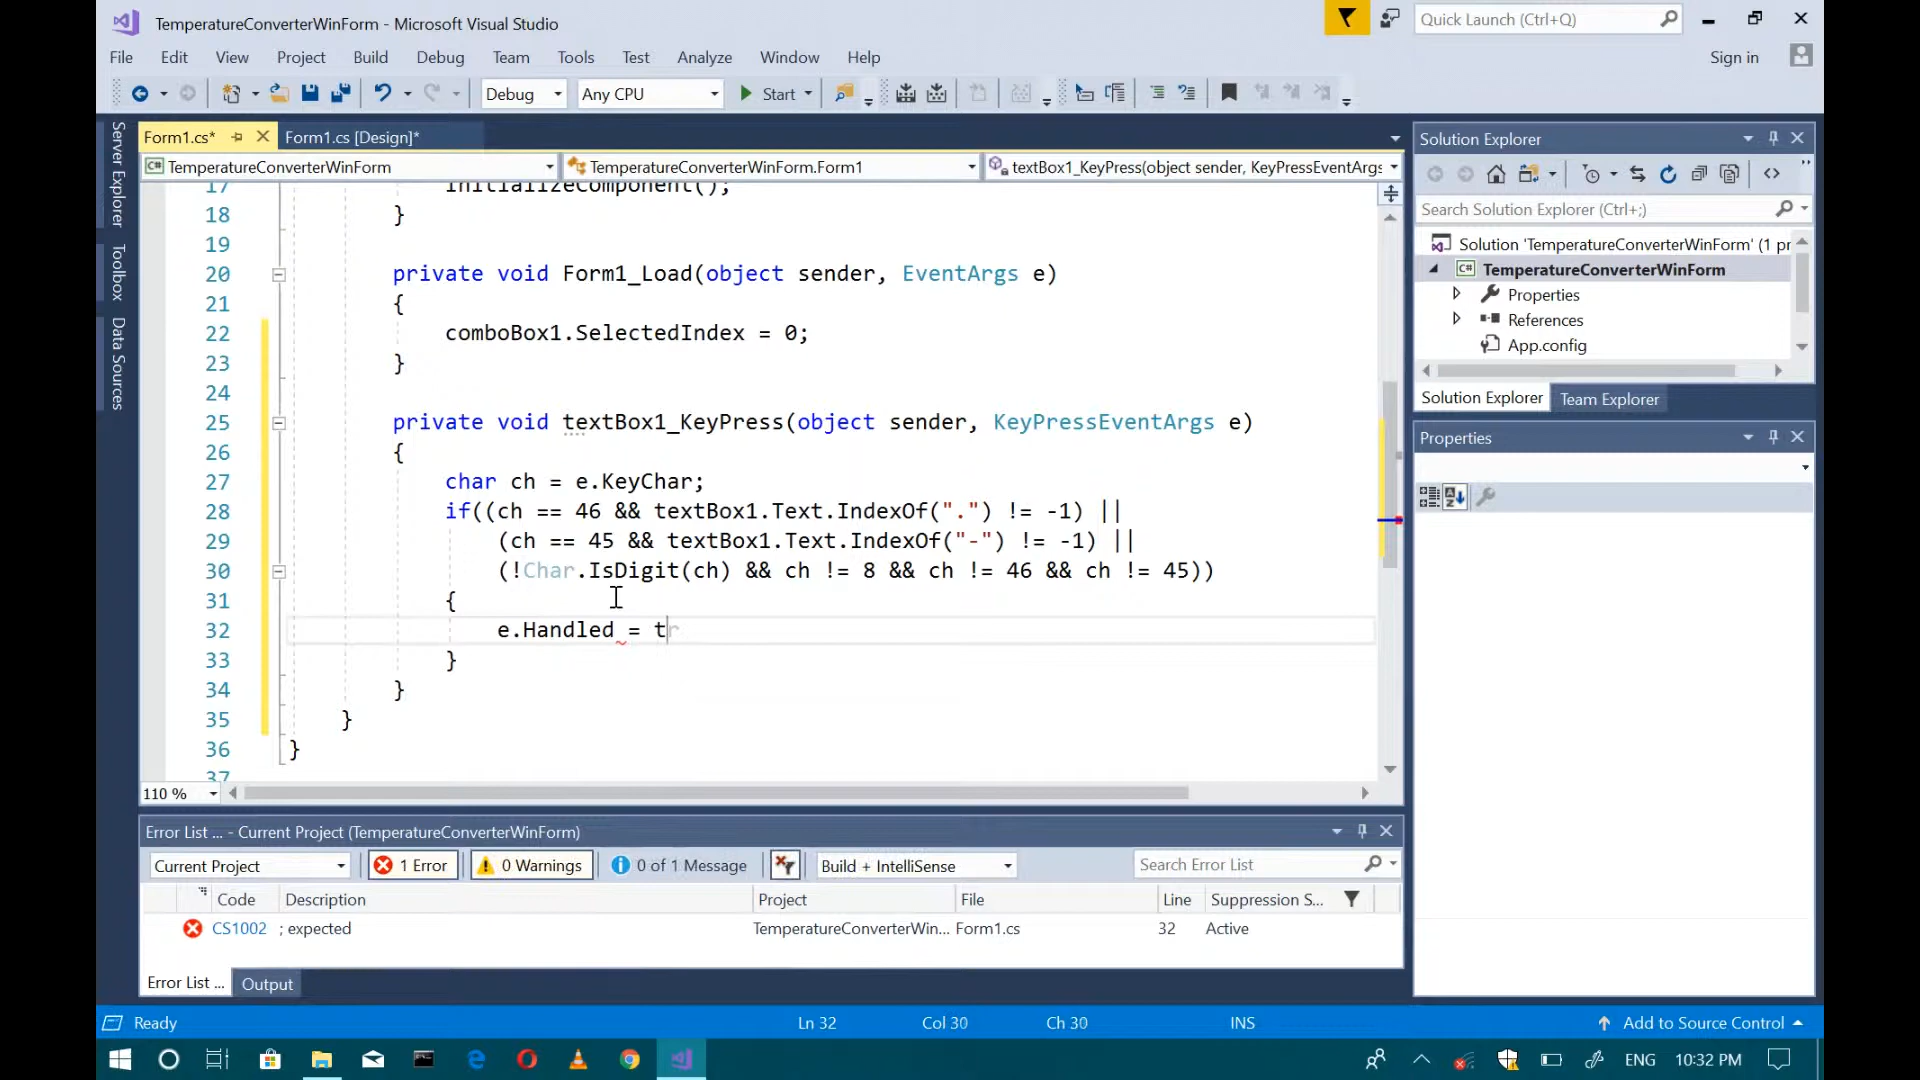 TemperatureConverterWinForm - Microsoft Visual Studio
Quick Launch (Ctrl+Q)
File Edit View Project Build Debug Team Tools Test Analyze Window Help
Sign in
Debug Any CPU Start
Form1.cs* Form1.cs [Design]*
TemperatureConverterWinForm TemperatureConverterWinForm.Form1 textBox1_KeyPress(object sender, KeyPressEventArgs
Server Explorer
Toolbox
Data Sources
17 InitializeComponent();
18 }
19
20 private void Form1_Load(object sender, EventArgs e)
21 {
22 comboBox1.SelectedIndex = 0;
23 }
24
25 private void textBox1_KeyPress(object sender, KeyPressEventArgs e)
26 {
27 char ch = e.KeyChar;
28 if((ch == 46 && textBox1.Text.IndexOf(".") != -1) ||
29 (ch == 45 && textBox1.Text.IndexOf("-") != -1) ||
30 (!Char.IsDigit(ch) && ch != 8 && ch != 46 && ch != 45))
31 {
32 e.Handled = tr
33 }
34 }
35 }
36 }
37
110 %
Solution Explorer
Search Solution Explorer (Ctrl+;)
Solution 'TemperatureConverterWinForm' (1 pr
C# TemperatureConverterWinForm
Properties
References
App.config
Solution Explorer Team Explorer
Properties
Error List ... - Current Project (TemperatureConverterWinForm)
Current Project 1 Error 0 Warnings 0 of 1 Message Build + IntelliSense Search Error List
Code Description Project File Line Suppression S...
CS1002 ; expected TemperatureConverterWin... Form1.cs 32 Active
Error List ... Output
Ready Ln 32 Col 30 Ch 30 INS Add to Source Control
ENG 10:32 PM